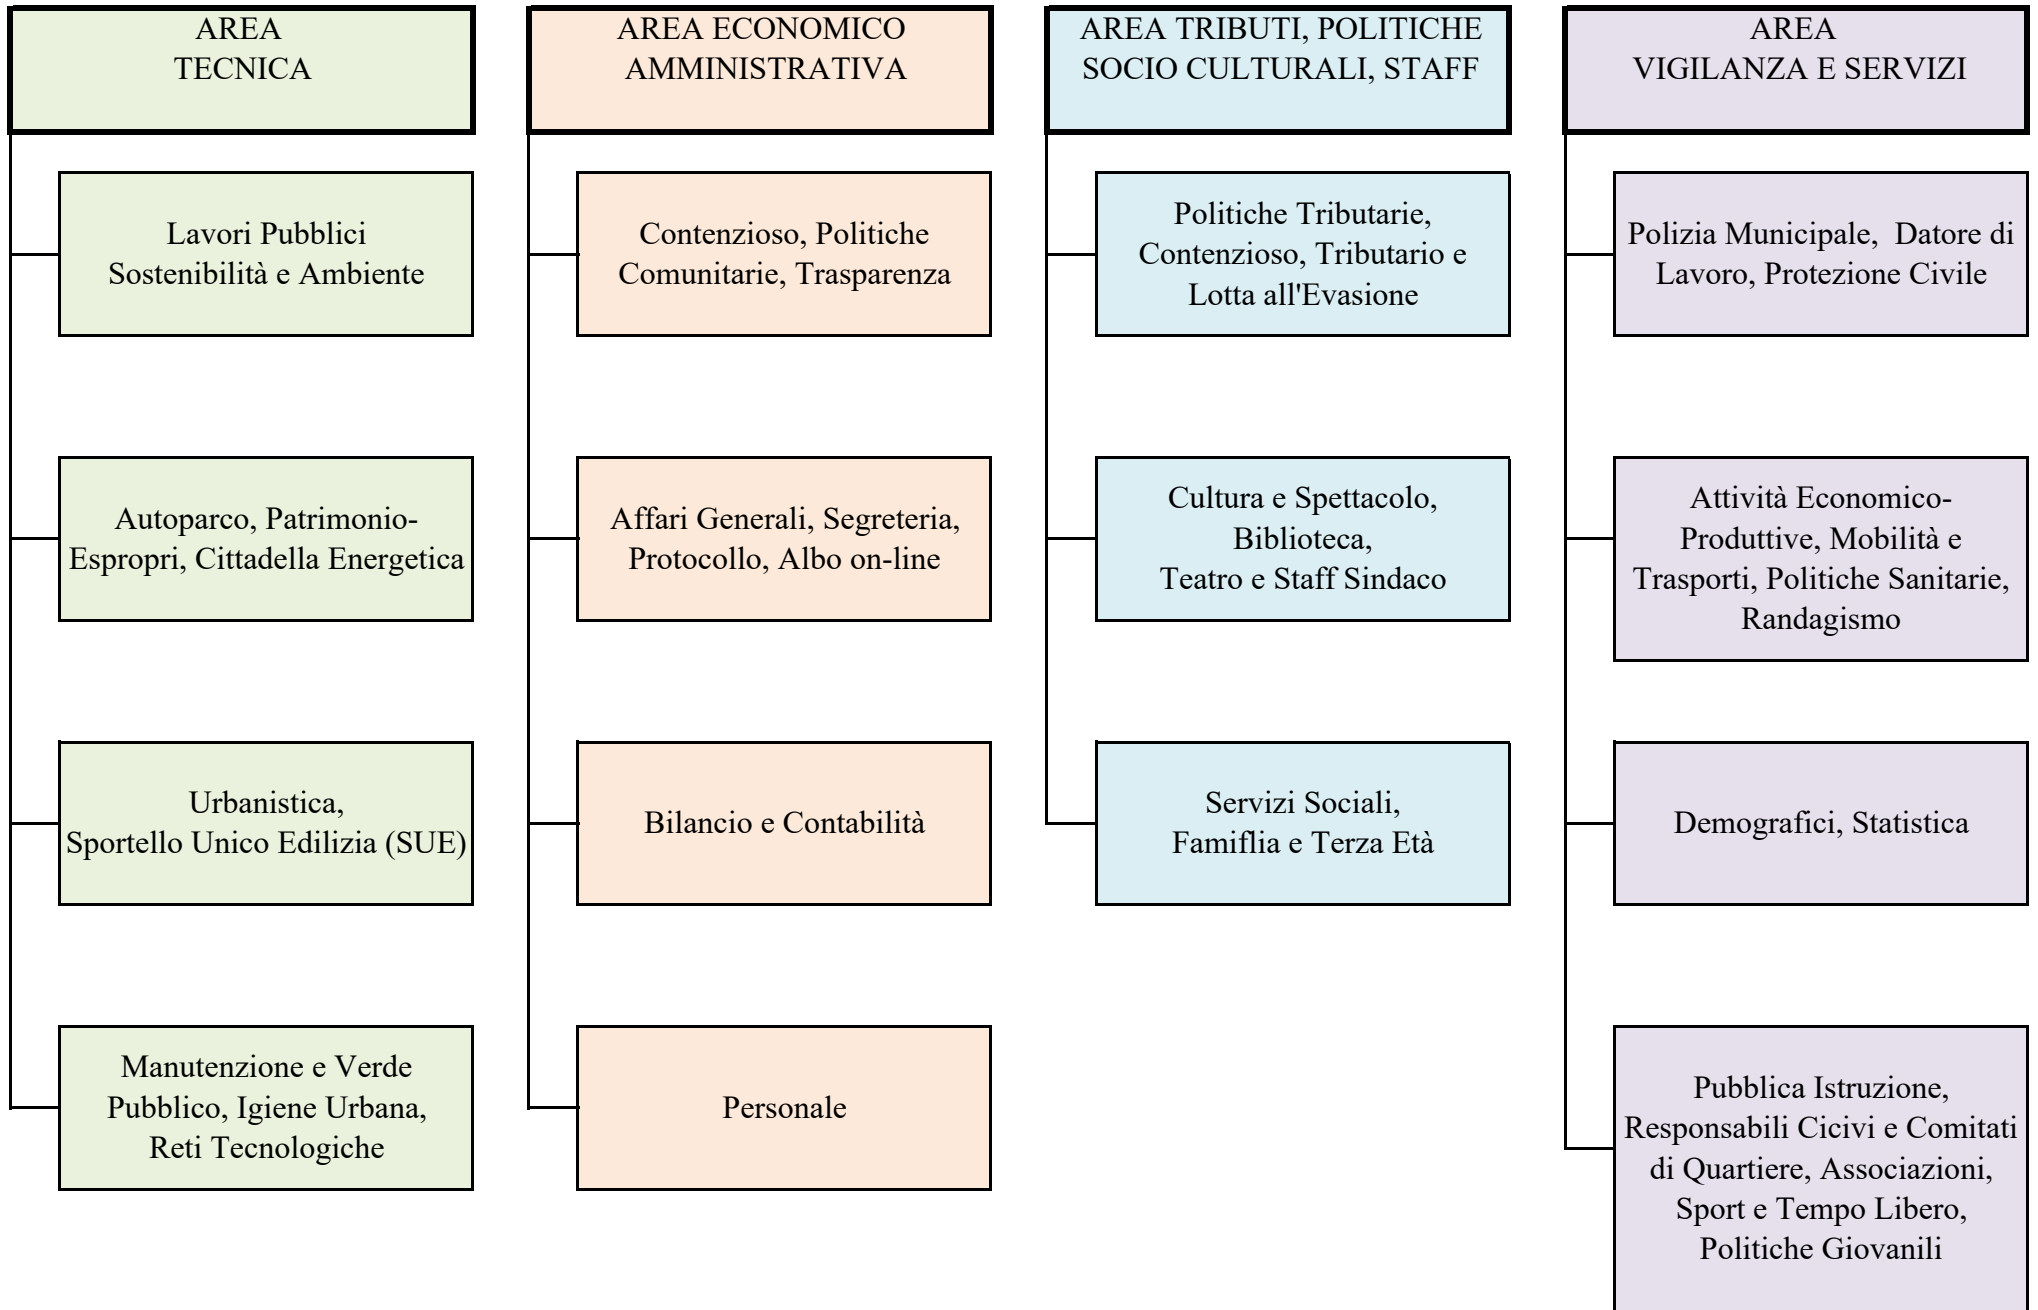 AREA
TECNICA
Lavori Pubblici
Sostenibilità e Ambiente
Autoparco, Patrimonio-
Espropri, Cittadella Energetica
Urbanistica,
Sportello Unico Edilizia (SUE)
Manutenzione e Verde
Pubblico, Igiene Urbana,
Reti Tecnologiche
AREA ECONOMICO
AMMINISTRATIVA
Contenzioso, Politiche
Comunitarie, Trasparenza
Affari Generali, Segreteria,
Protocollo, Albo on-line
Bilancio e Contabilità
Personale
AREA TRIBUTI, POLITICHE
SOCIO CULTURALI, STAFF
Politiche Tributarie,
Contenzioso, Tributario e
Lotta all'Evasione
Cultura e Spettacolo,
Biblioteca,
Teatro e Staff Sindaco
Servizi Sociali,
Famiflia e Terza Età
AREA
VIGILANZA E SERVIZI
Polizia Municipale,  Datore di
Lavoro, Protezione Civile
Attività Economico-
Produttive, Mobilità e
Trasporti, Politiche Sanitarie,
Randagismo
Demografici, Statistica
Pubblica Istruzione,
Responsabili Cicivi e Comitati
di Quartiere, Associazioni,
Sport e Tempo Libero,
Politiche Giovanili